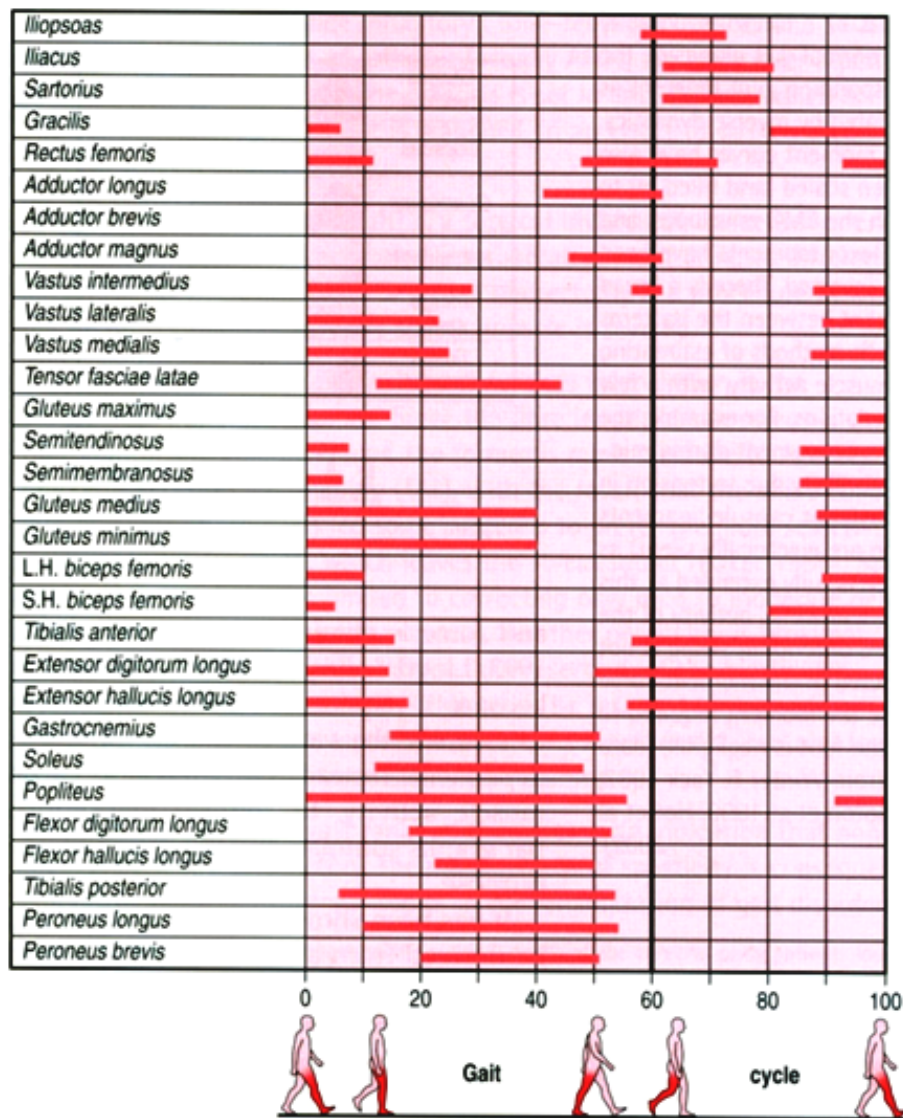 Iliopsoas
Iliacus
Sartorius
Gracilis
Rectus femoris
Adductor longus
Adductor brevis
Adductor magnus
Vastus intermedius
Vastus lateralis
Vastus medialis
Tensor fasciae latae
Gluteus maximus
Semitendinosus
Semimembranosus
Gluteus medius
Gluteus minimus
L.H. biceps femoris
S.H. biceps femoris
Tibialis anterior
Extensor digitorum longus
Extensor hallucis longus
Gastrocnemius
Soleus
Popliteus
Flexor digitorum longus
Flexor hallucis longus
Tibialis posterior
Peroneus longus
Peroneus brevis
0 20 40 60 80 100
Gait cycle